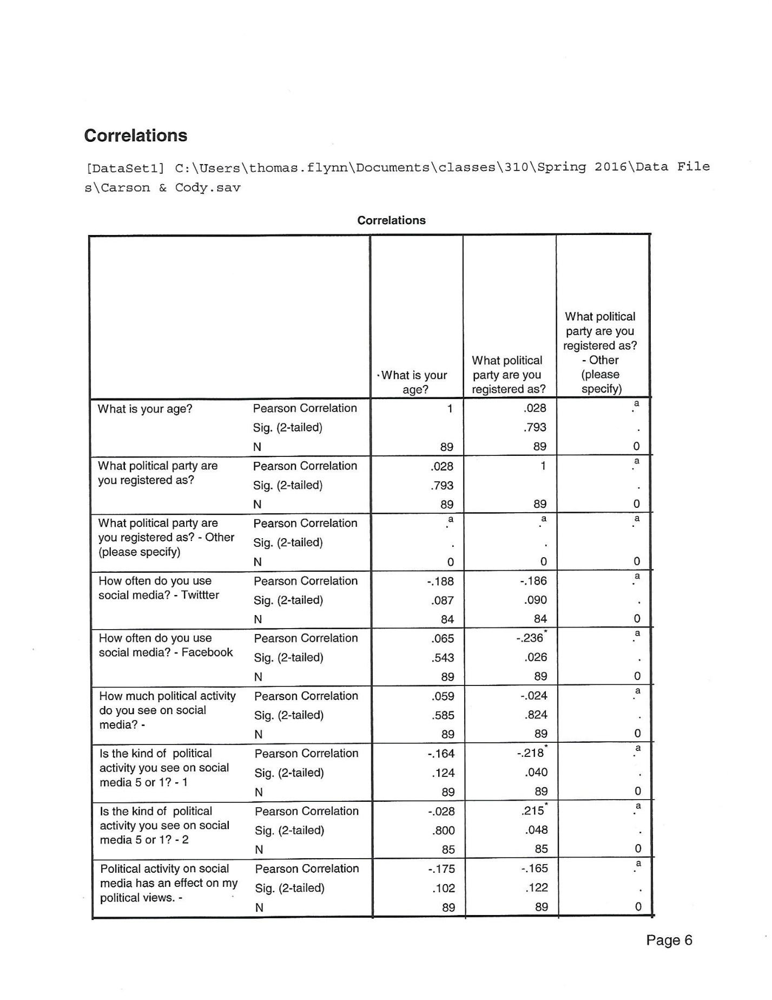 Correlations
[DataSet1] C:\Users\thomas.flynn\Documents\classes\310\Spring 2016\Data File
s\Carson & Cody.sav
Correlations
What is your age? What political party are you registered as? What political party are you registered as? - Other (please specify)
What is your age? Pearson Correlation 1 .028 .a
Sig. (2-tailed) .793 .
N 89 89 0
What political party are Pearson Correlation .028 1 .a
you registered as? Sig. (2-tailed) .793 .
N 89 89 0
What political party are Pearson Correlation .a .a .a
you registered as? - Other Sig. (2-tailed) . .
(please specify) N 0 0 0
How often do you use Pearson Correlation -.188 -.186 .a
social media? - Twittter Sig. (2-tailed) .087 .090 .
N 84 84 0
How often do you use Pearson Correlation .065 -.236* .a
social media? - Facebook Sig. (2-tailed) .543 .026 .
N 89 89 0
How much political activity Pearson Correlation .059 -.024 .a
do you see on social Sig. (2-tailed) .585 .824 .
media? - N 89 89 0
Is the kind of political Pearson Correlation -.164 -.218* .a
activity you see on social Sig. (2-tailed) .124 .040 .
media 5 or 1? - 1 N 89 89 0
Is the kind of political Pearson Correlation -.028 .215* .a
activity you see on social Sig. (2-tailed) .800 .048 .
media 5 or 1? - 2 N 85 85 0
Political activity on social Pearson Correlation -.175 -.165 .a
media has an effect on my Sig. (2-tailed) .102 .122 .
political views. - N 89 89 0
Page 6